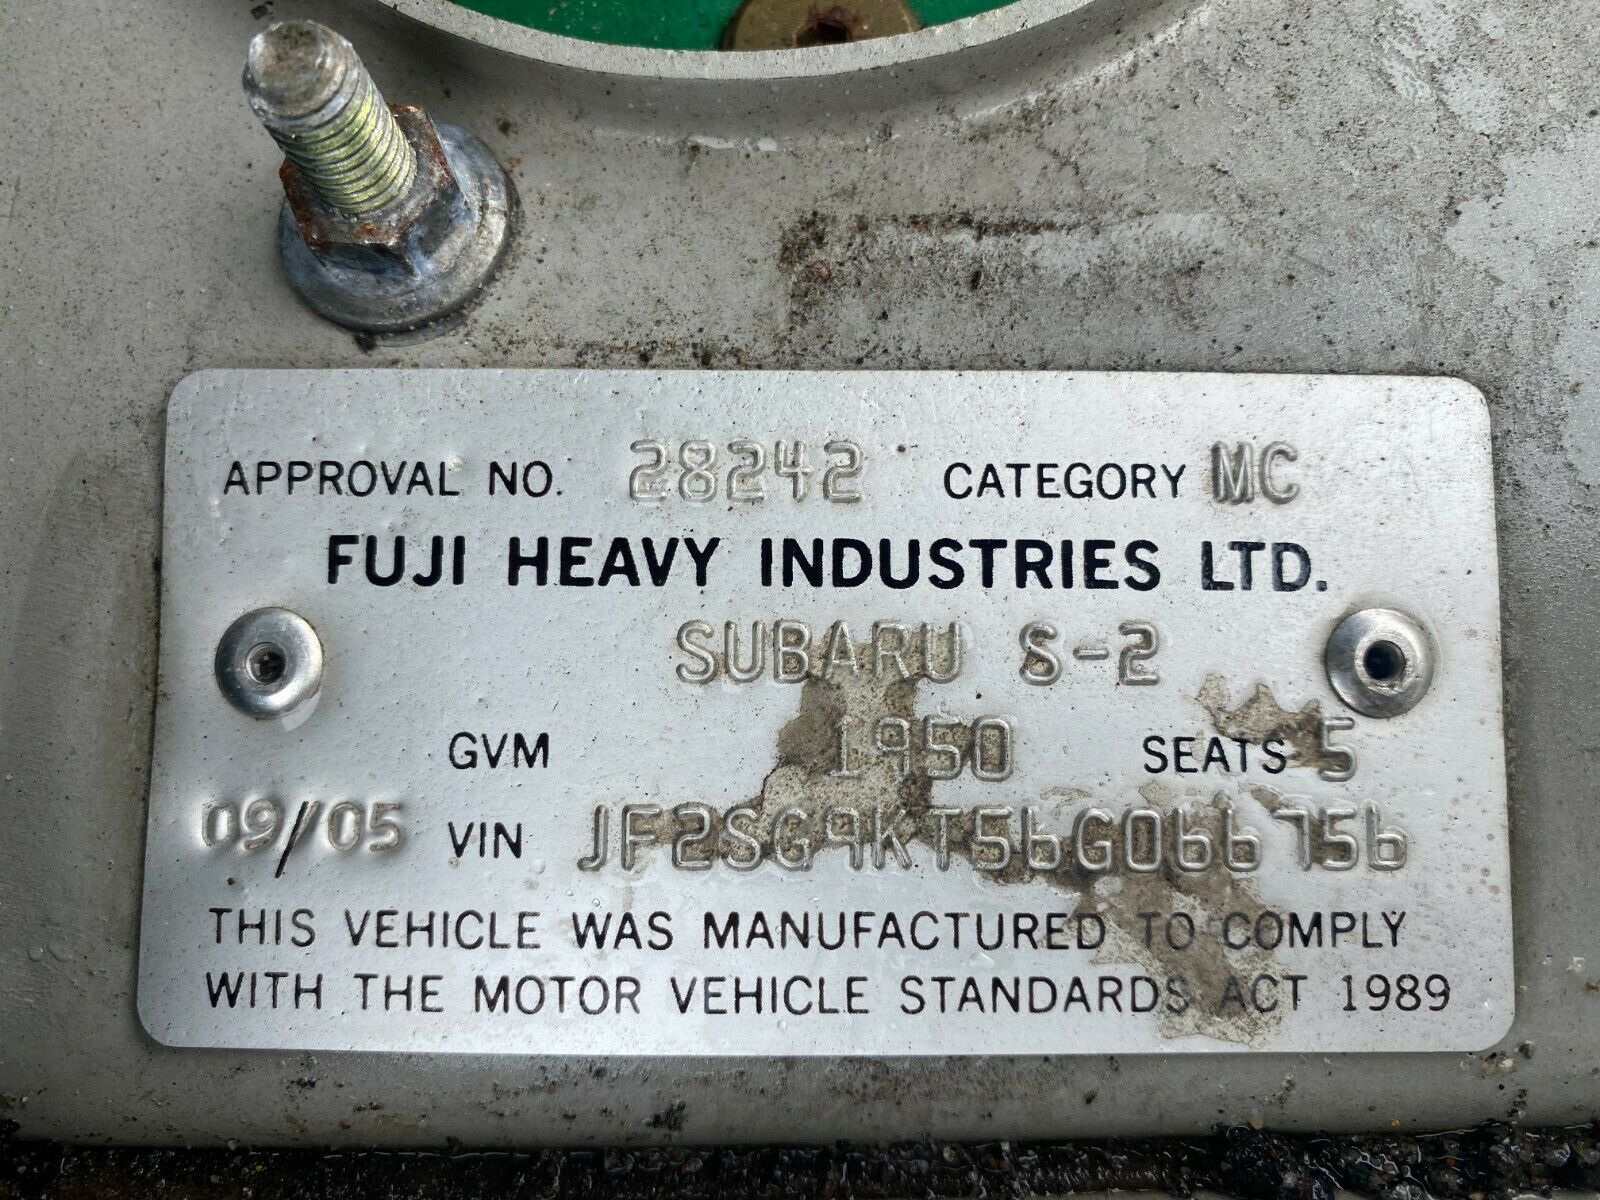 APPROVAL NO. 28242 CATEGORY MC
FUJI HEAVY INDUSTRIES LTD.
SUBARU S-2
GVM 1950 SEATS 5
09/05 VIN JF2SG9KT56G066756
THIS VEHICLE WAS MANUFACTURED TO COMPLY
WITH THE MOTOR VEHICLE STANDARDS ACT 1989